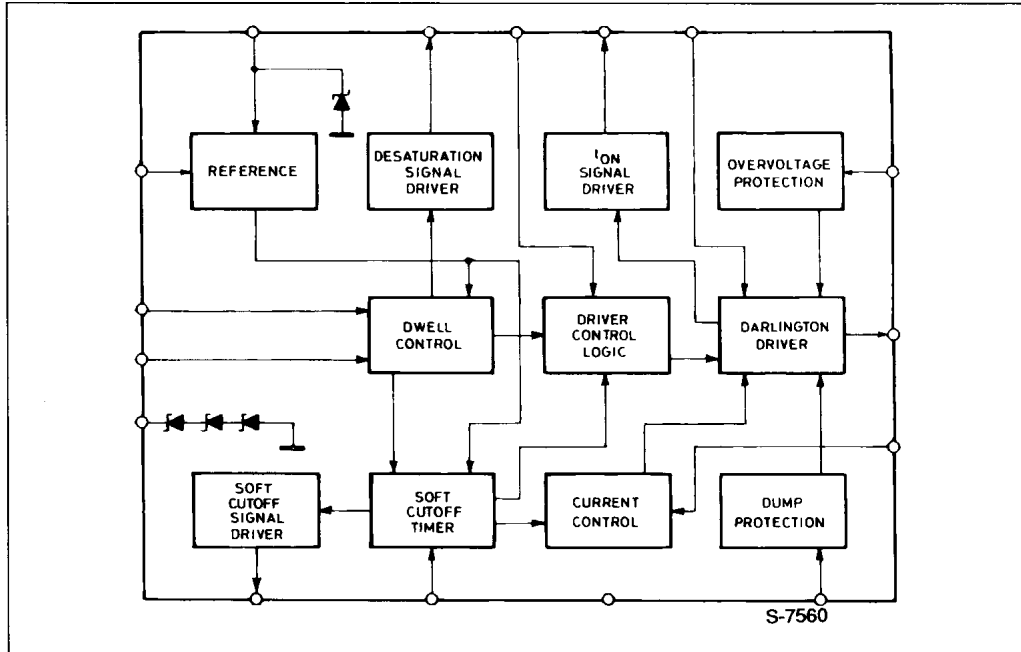 REFERENCE
DESATURATION
SIGNAL
DRIVER
tON
SIGNAL
DRIVER
OVERVOLTAGE
PROTECTION
DWELL
CONTROL
DRIVER
CONTROL
LOGIC
DARLINGTON
DRIVER
SOFT
CUTOFF
SIGNAL
DRIVER
SOFT
CUTOFF
TIMER
CURRENT
CONTROL
DUMP
PROTECTION
S-7560